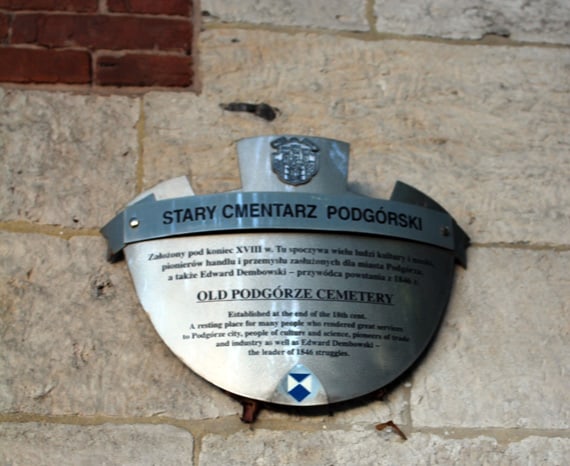 STARY CMENTARZ PODGÓRSKI
Założony pod koniec XVIII w. Tu spoczywa wielu ludzi kultury i nauki,
pionierów handlu i przemysłu zasłużonych dla miasta Podgórza,
a także Edward Dembowski – przywódca powstania z 1846 r.
OLD PODGÓRZE CEMETERY
Established at the end of the 18th cent.
A resting place for many people who rendered great services
to Podgórze city, people of culture and science, pioneers of trade
and industry as well as Edward Dembowski –
the leader of 1846 struggles.